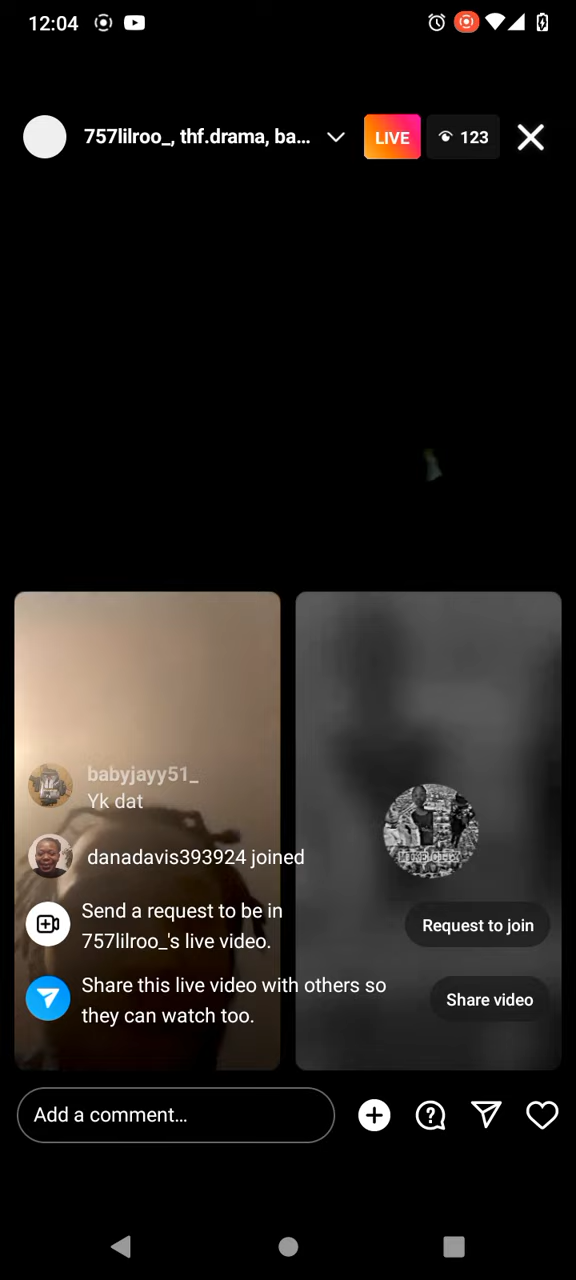 12:04
757lilroo_, thf.drama, ba...
LIVE
123
babyjayy51_
Yk dat
danadavis393924 joined
Send a request to be in
757lilroo_'s live video.
Request to join
Share this live video with others so
they can watch too.
Share video
Add a comment...